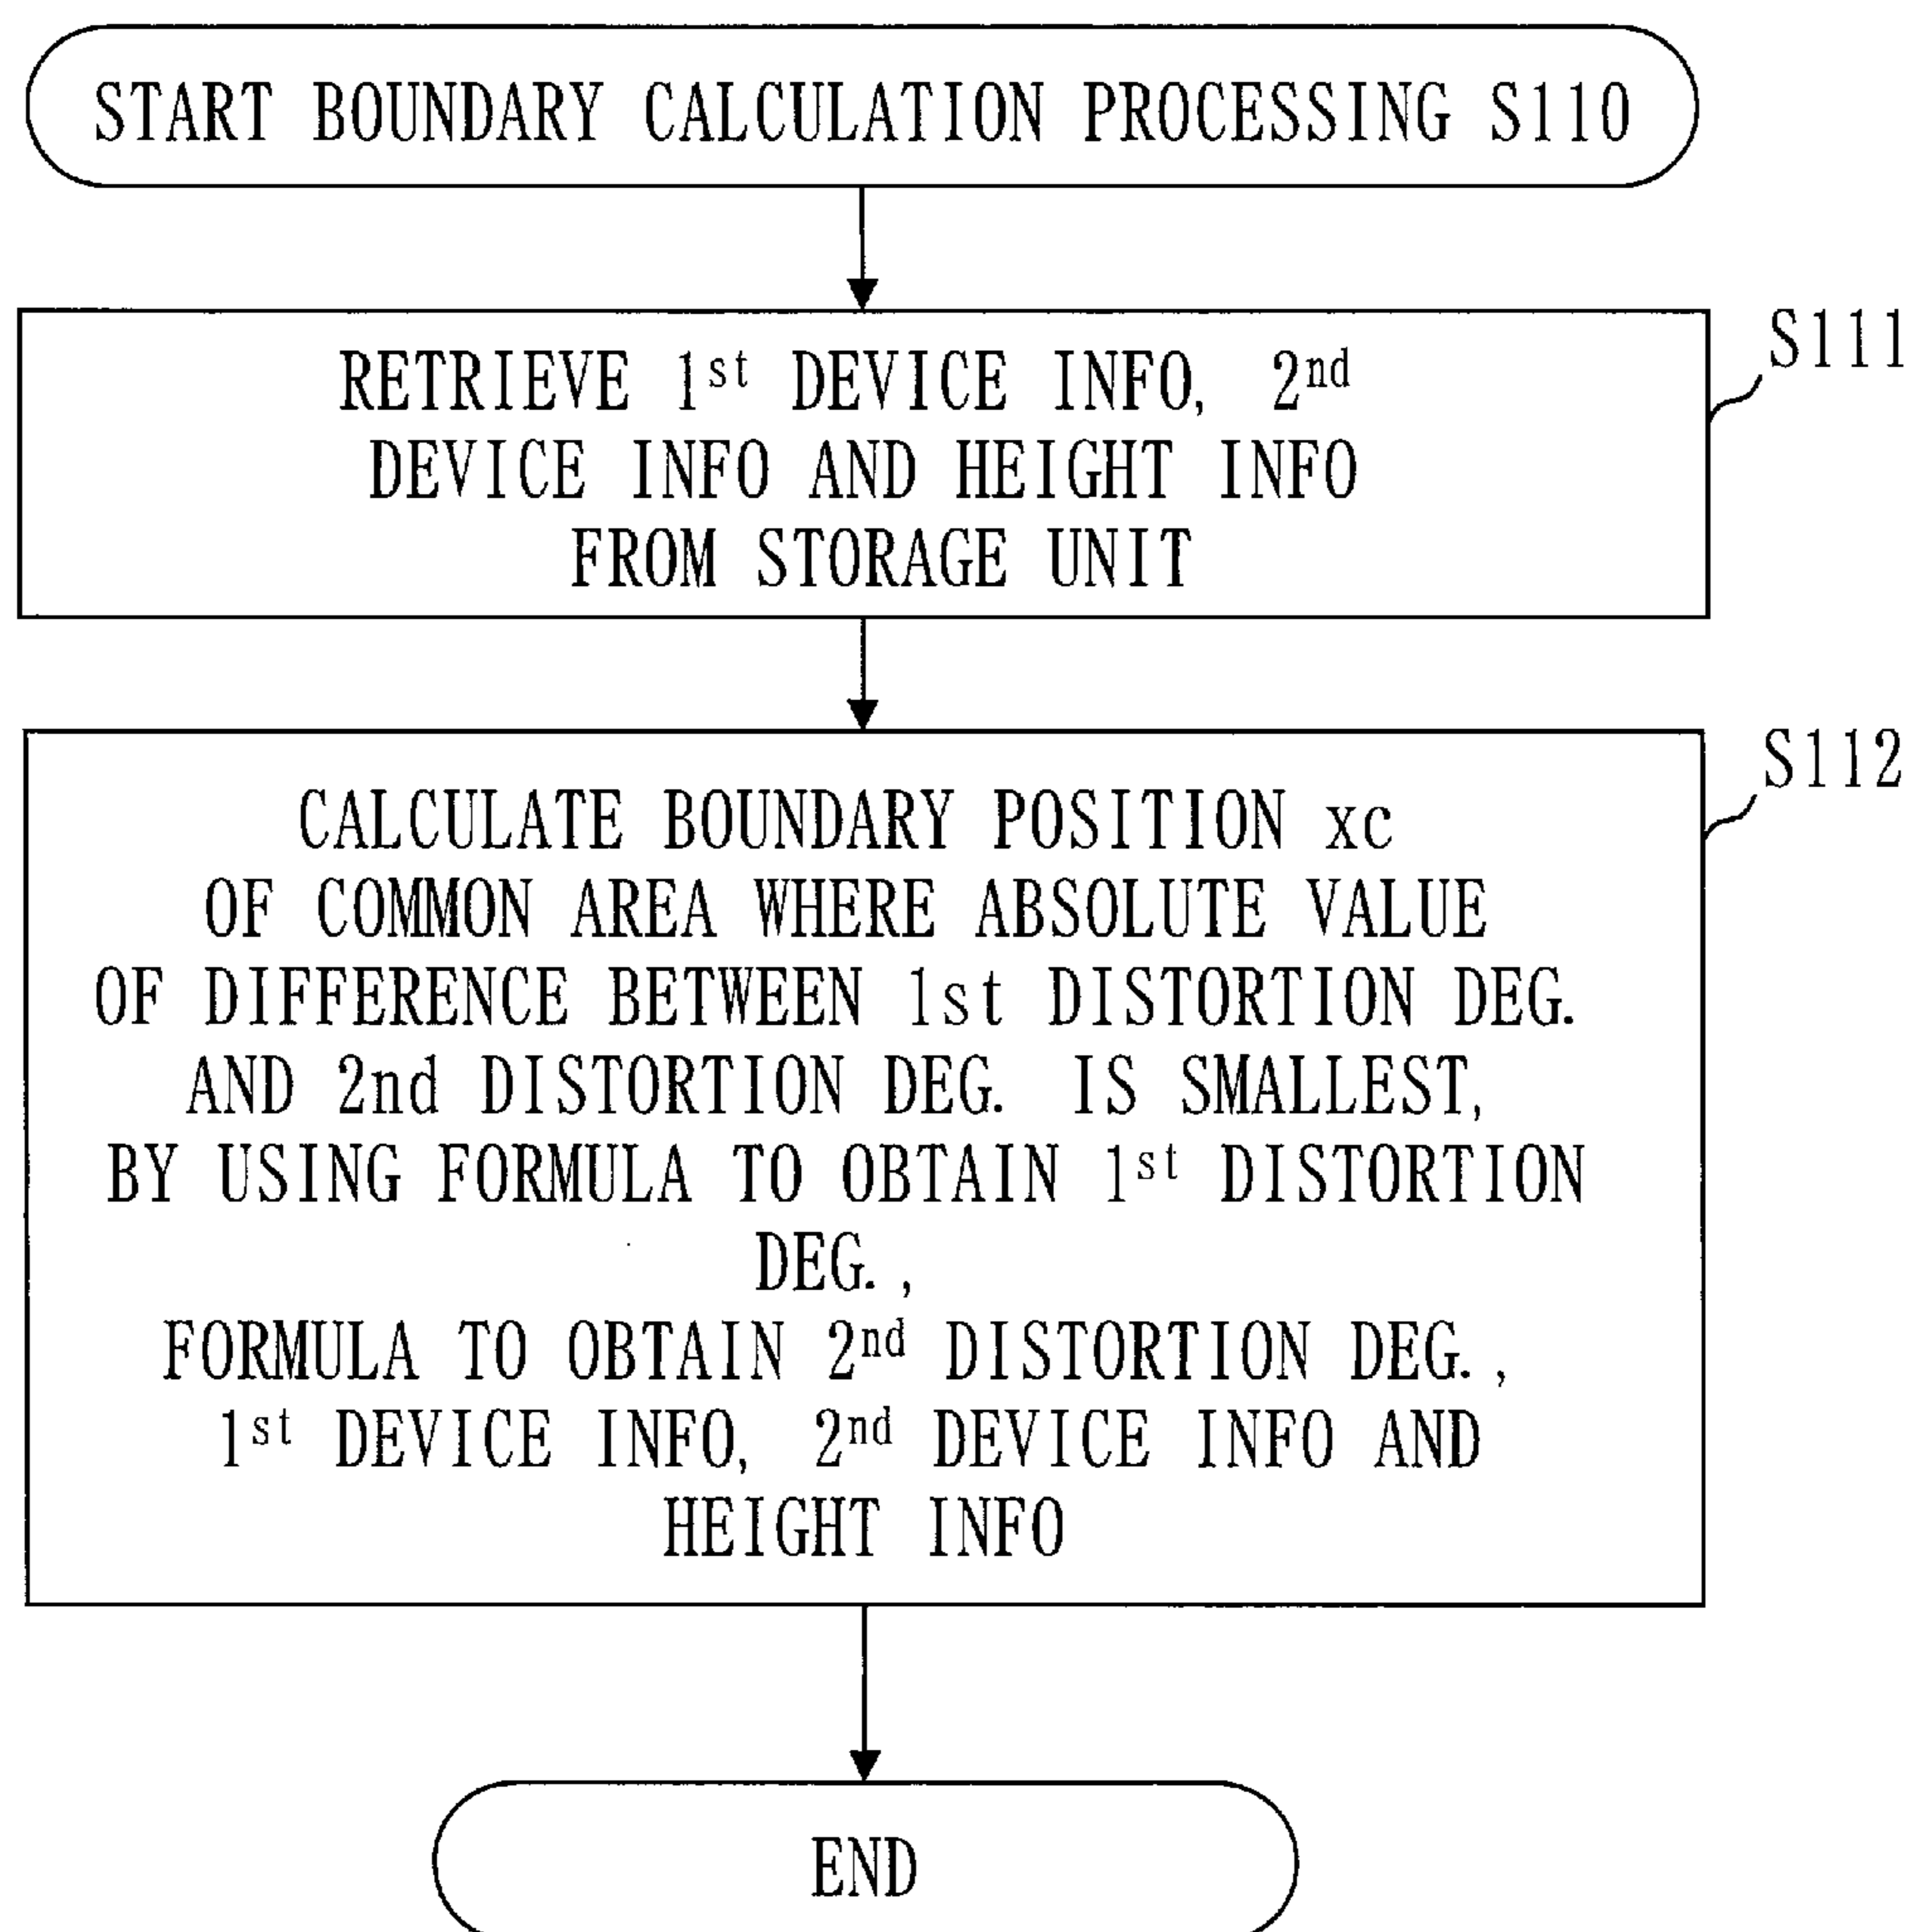 START BOUNDARY CALCULATION PROCESSING S110
S111
RETRIEVE 1st DEVICE INFO, 2nd
DEVICE INFO AND HEIGHT INFO
FROM STORAGE UNIT
S112
CALCULATE BOUNDARY POSITION xc
OF COMMON AREA WHERE ABSOLUTE VALUE
OF DIFFERENCE BETWEEN 1st DISTORTION DEG.
AND 2nd DISTORTION DEG. IS SMALLEST,
BY USING FORMULA TO OBTAIN 1st DISTORTION
DEG.,
FORMULA TO OBTAIN 2nd DISTORTION DEG.,
1st DEVICE INFO, 2nd DEVICE INFO AND
HEIGHT INFO
END